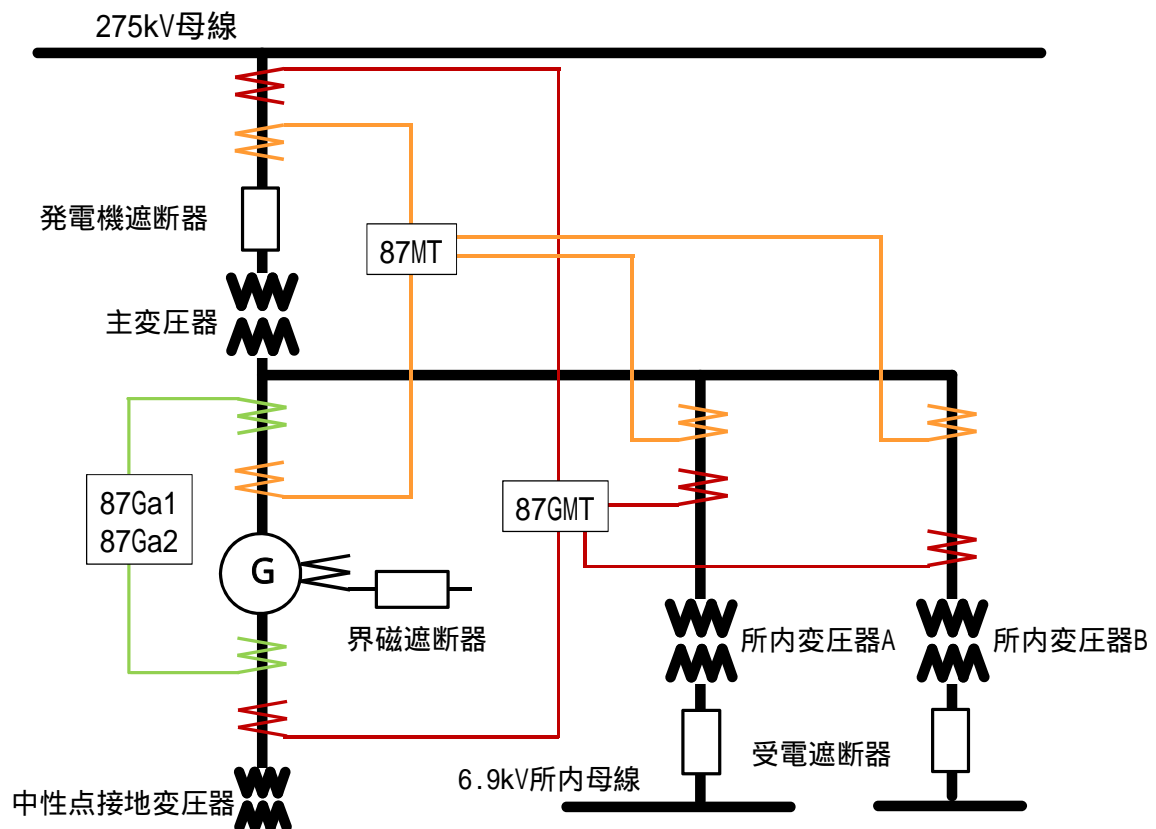 275kV母線
発電機遮断器
87MT
主変圧器
87Ga1
87Ga2
87GMT
G
界磁遮断器
所内変圧器A
所内変圧器B
受電遮断器
6.9kV所内母線
中性点接地変圧器